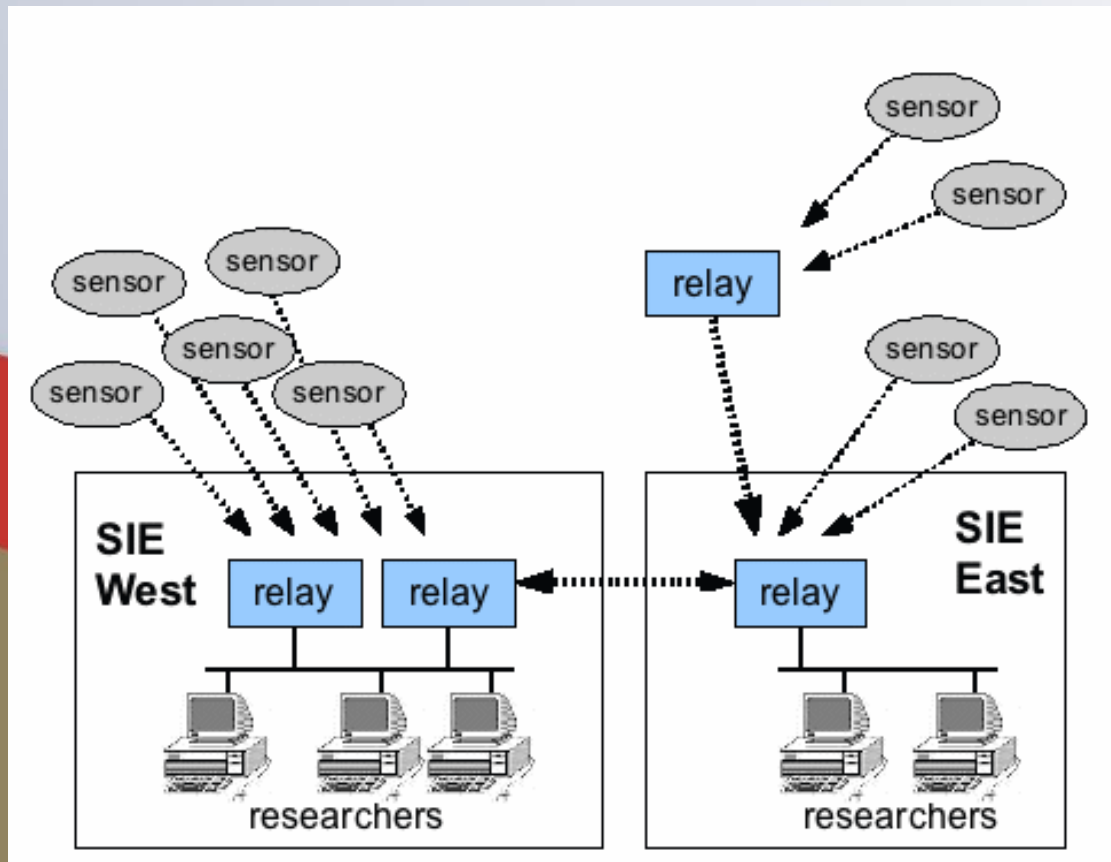 sensor
sensor
sensor
sensor
relay
sensor
sensor
sensor
sensor
sensor
SIE
West
SIE
East
relay
relay
relay
researchers
researchers